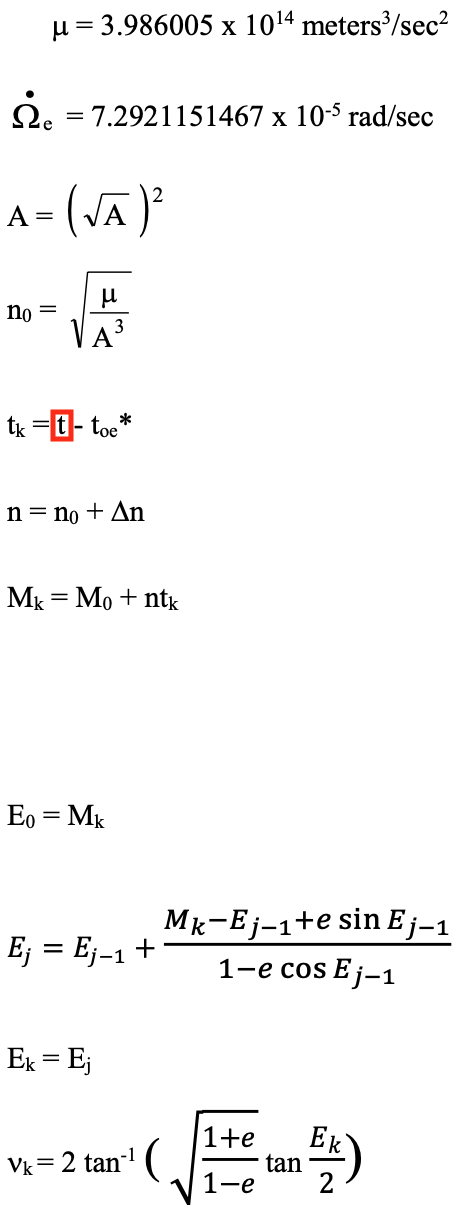 μ = 3.986005 x 10¹⁴ meters³/sec²
Ω̇ₑ = 7.2921151467 x 10⁻⁵ rad/sec
A = (√A)²
n₀ = √(μ/A³)
tₖ = t - tₒₑ*
n = n₀ + Δn
Mₖ = M₀ + ntₖ
E₀ = Mₖ
Eⱼ = Eⱼ₋₁ + (Mₖ−Eⱼ₋₁+e sin Eⱼ₋₁)/(1−e cos Eⱼ₋₁)
Eₖ = Eⱼ
νₖ = 2 tan⁻¹ (√((1+e)/(1−e)) tan Eₖ/2)